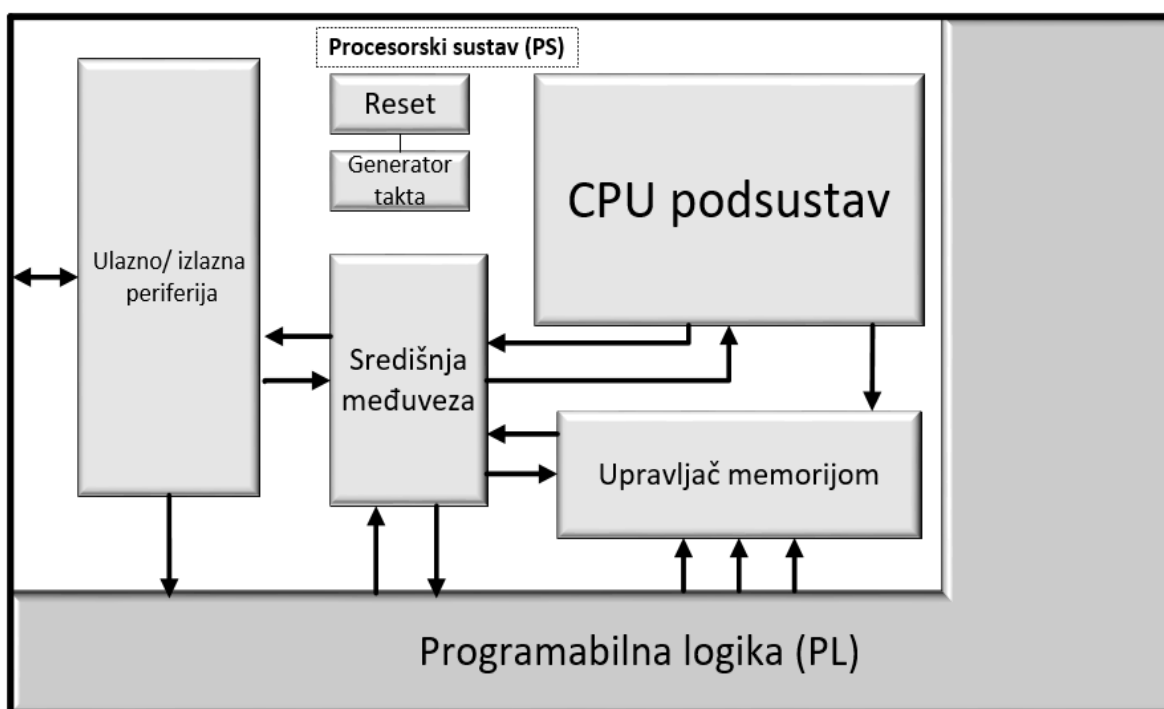 Procesorski sustav (PS)
Reset
Generator
takta
CPU podsustav
Ulazno/ izlazna
periferija
Središnja
međuveza
Upravljač memorijom
Programabilna logika (PL)